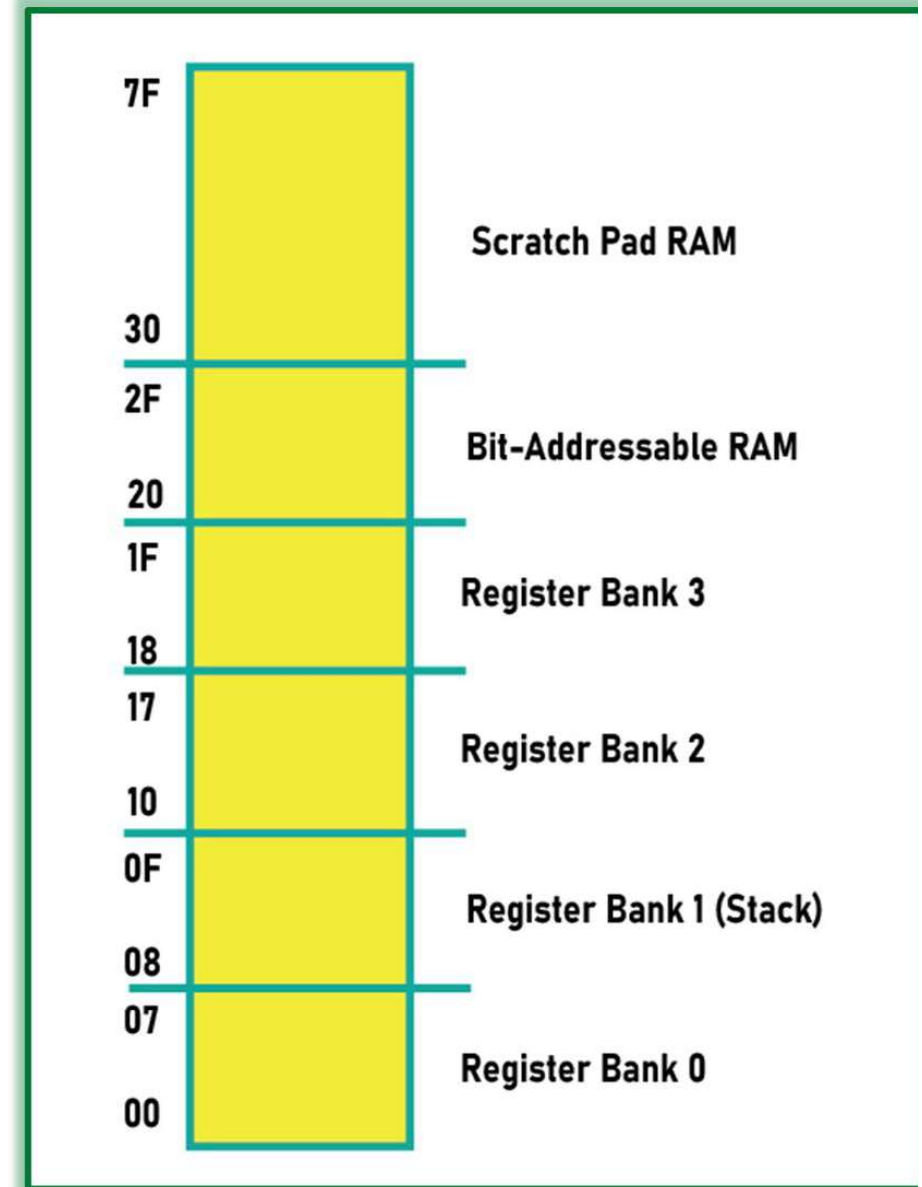 7F
Scratch Pad RAM
30
2F
Bit-Addressable RAM
20
1F
Register Bank 3
18
17
Register Bank 2
10
0F
Register Bank 1 (Stack)
08
07
Register Bank 0
00